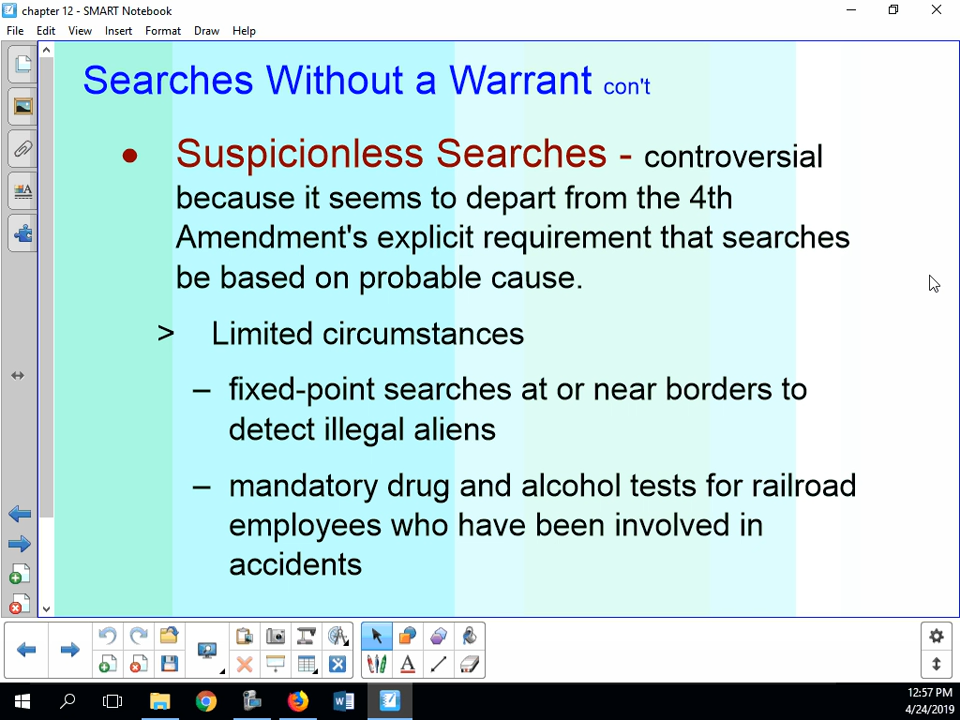 chapter 12 - SMART Notebook
File Edit View Insert Format Draw Help
Searches Without a Warrant con't
• Suspicionless Searches - controversial
because it seems to depart from the 4th
Amendment's explicit requirement that searches
be based on probable cause.
> Limited circumstances
– fixed-point searches at or near borders to
detect illegal aliens
– mandatory drug and alcohol tests for railroad
employees who have been involved in
accidents
12:57 PM
4/24/2019